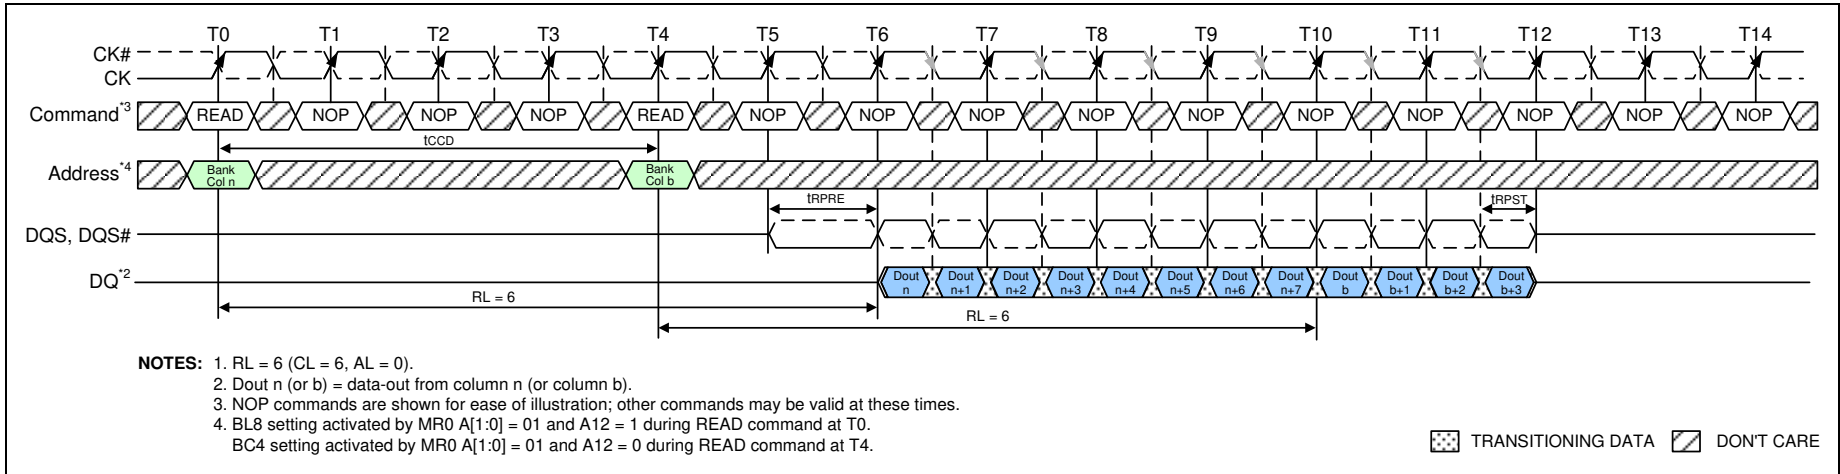 T0 T1 T2 T3 T4 T5 T6 T7 T8 T9 T10 T11 T12 T13 T14
CK#
CK
Command*3 READ NOP NOP NOP READ NOP NOP NOP NOP NOP NOP NOP NOP NOP NOP
tCCD
Address*4 Bank Col n Bank Col b
tRPRE tRPST
DQS, DQS#
DQ*2 Dout n Dout n+1 Dout n+2 Dout n+3 Dout n+4 Dout n+5 Dout n+6 Dout n+7 Dout b Dout b+1 Dout b+2 Dout b+3
RL = 6
RL = 6
NOTES: 1. RL = 6 (CL = 6, AL = 0).
2. Dout n (or b) = data-out from column n (or column b).
3. NOP commands are shown for ease of illustration; other commands may be valid at these times.
4. BL8 setting activated by MR0 A[1:0] = 01 and A12 = 1 during READ command at T0.
BC4 setting activated by MR0 A[1:0] = 01 and A12 = 0 during READ command at T4.
TRANSITIONING DATA DON'T CARE